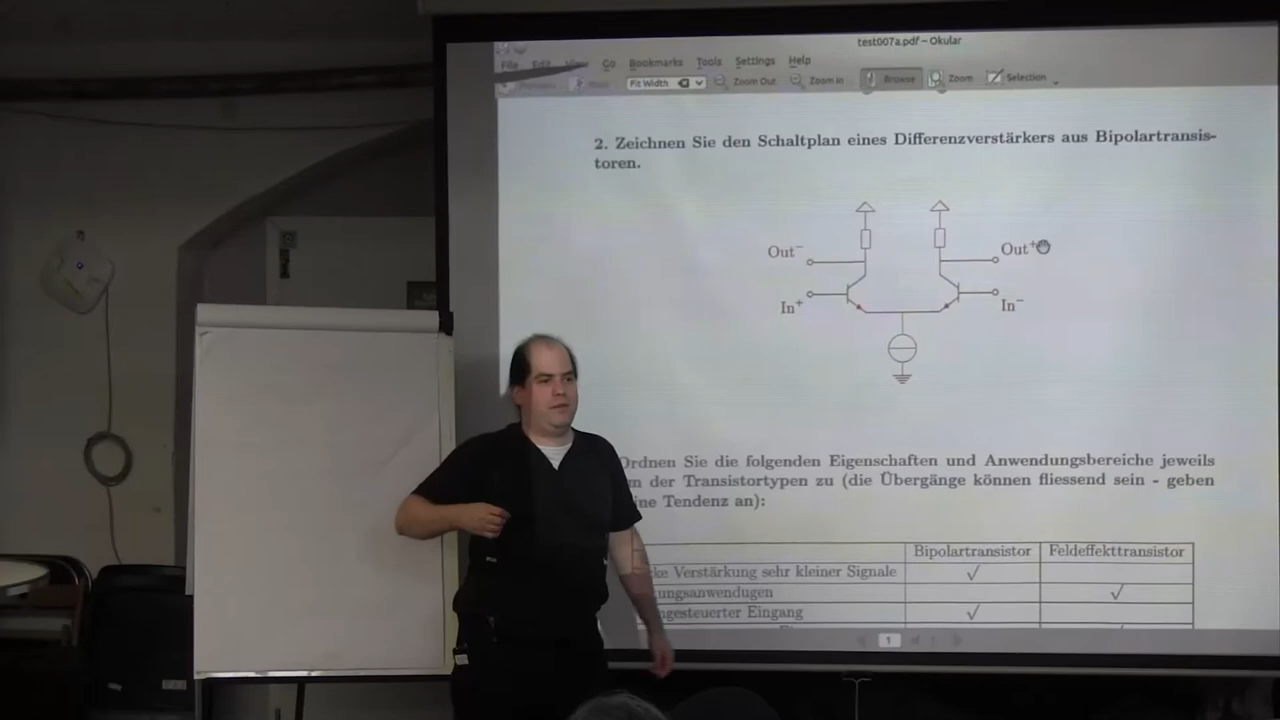 test007a.pdf – Okular
File Edit View Go Bookmarks Tools Settings Help
Fit Width Zoom Out Zoom In Browse Zoom Selection
2. Zeichnen Sie den Schaltplan eines Differenzverstärkers aus Bipolartransis-
toren.
Out⁻ Out⁺
In⁺ In⁻
Ordnen Sie die folgenden Eigenschaften und Anwendungsbereiche jeweils
der Transistortypen zu (die Übergänge können fliessend sein - geben
Tendenz an):
Bipolartransistor Feldeffekttransistor
Verstärkung sehr kleiner Signale ✓
ungsanwendugen ✓
gesteuerter Eingang ✓
1